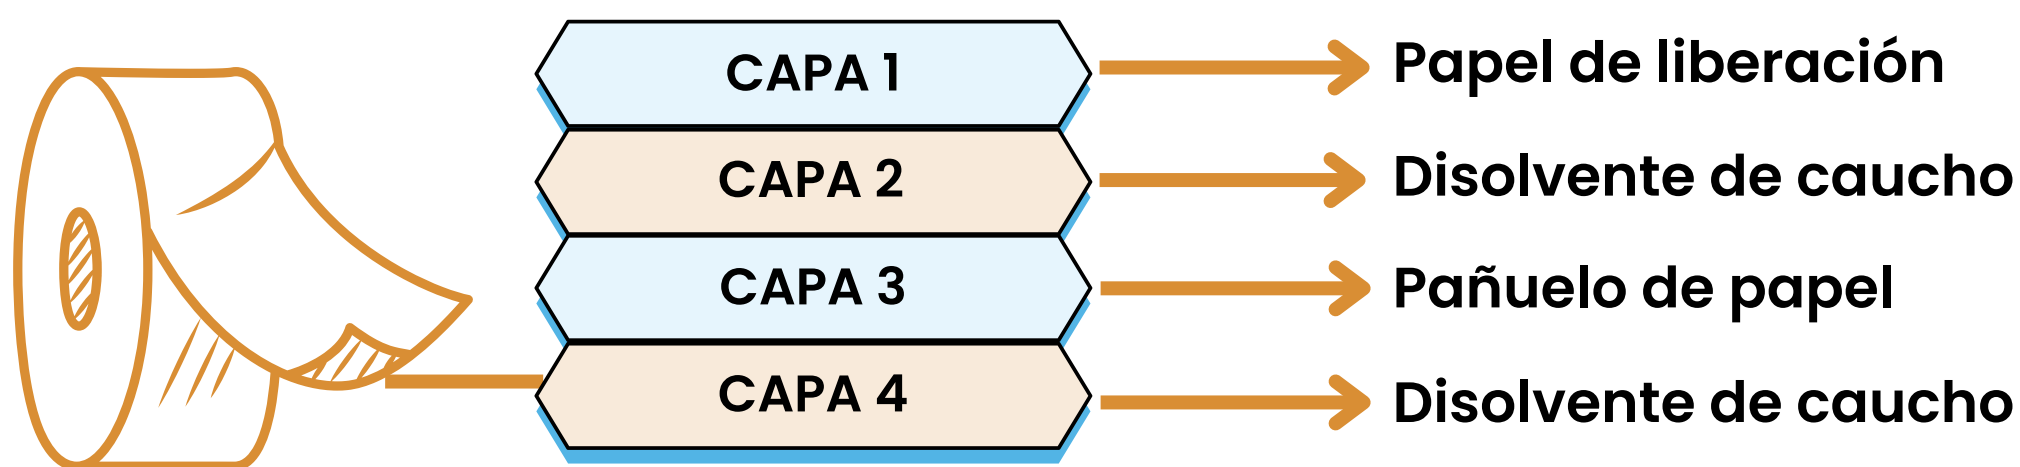 CAPA 1
Papel de liberación
CAPA 2
Disolvente de caucho
CAPA 3
Pañuelo de papel
CAPA 4
Disolvente de caucho